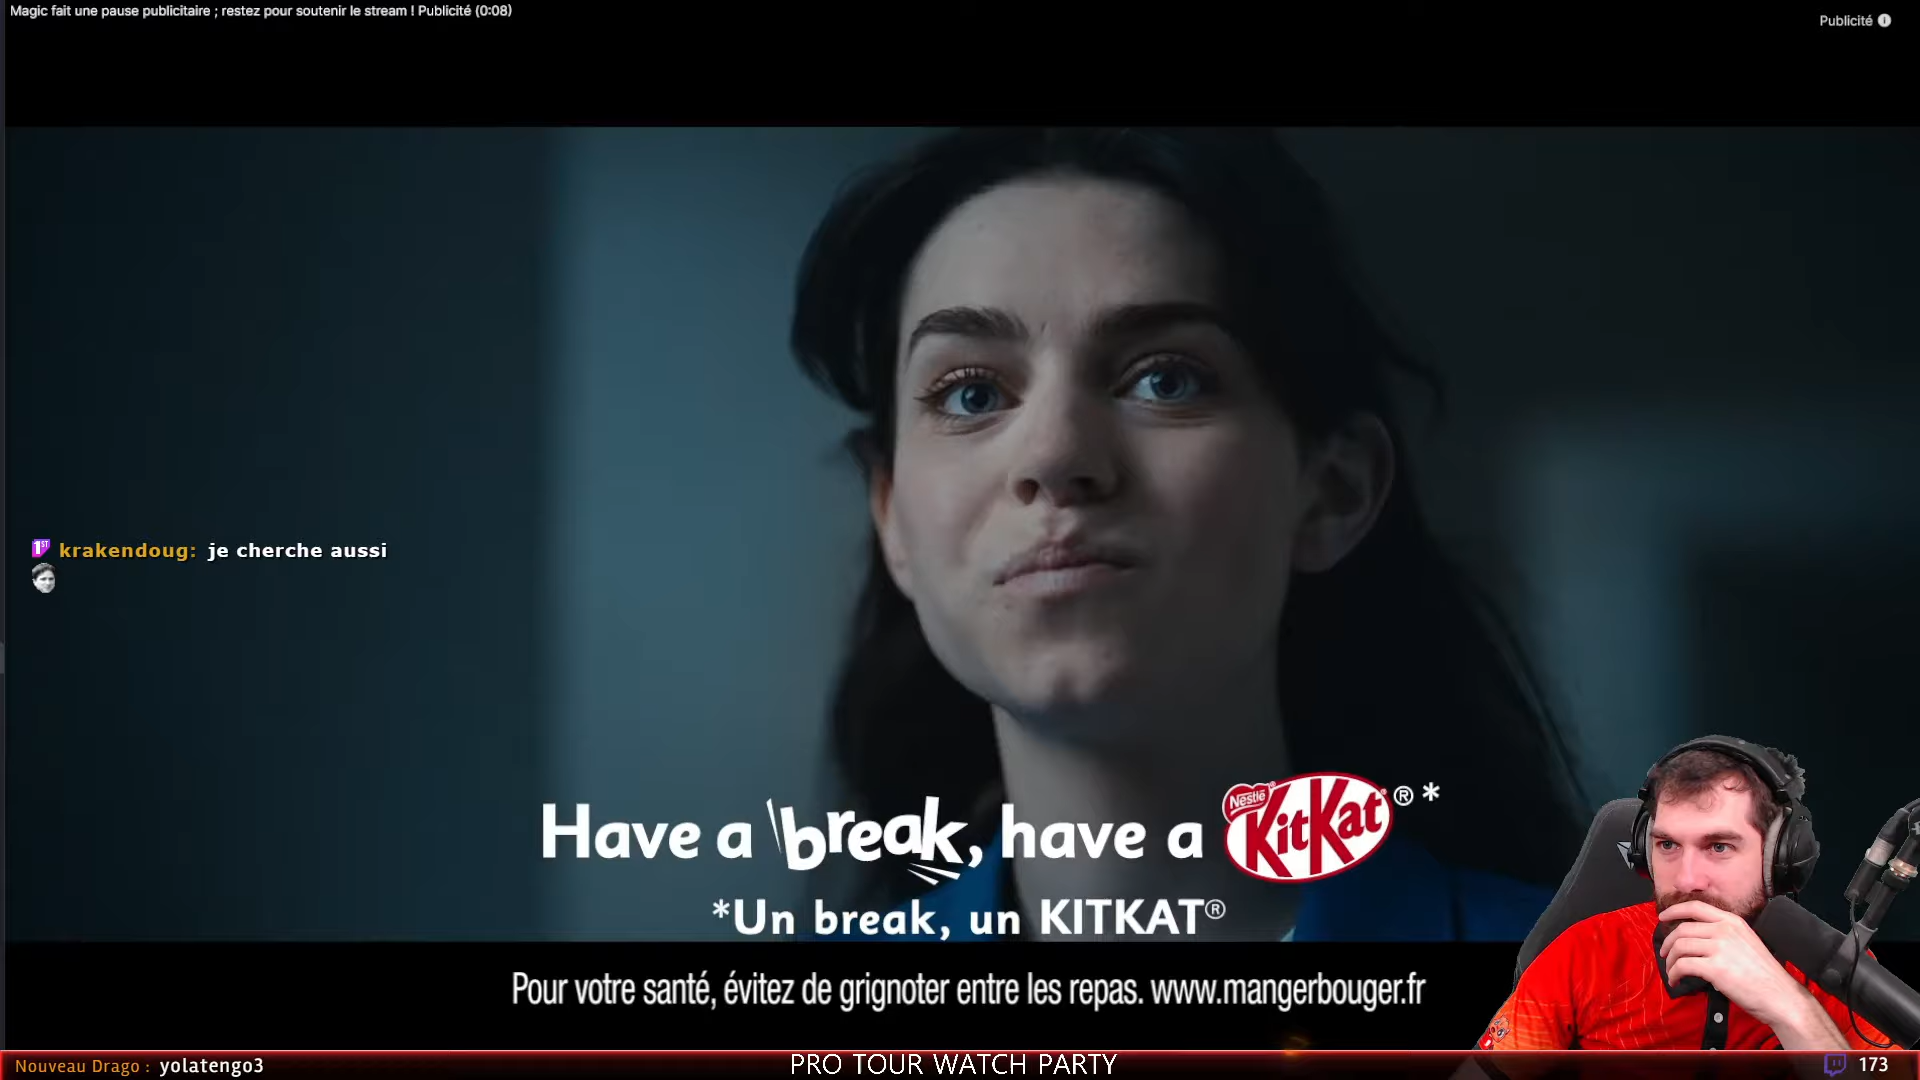 Magic fait une pause publicitaire ; restez pour soutenir le stream ! Publicité (0:08)
Publicité
1ST krakendoug: je cherche aussi
Have a break, have a Nestlé KitKat®*
*Un break, un KITKAT®
Pour votre santé, évitez de grignoter entre les repas. www.mangerbouger.fr
Nouveau Drago : yolatengo3
PRO TOUR WATCH PARTY
173